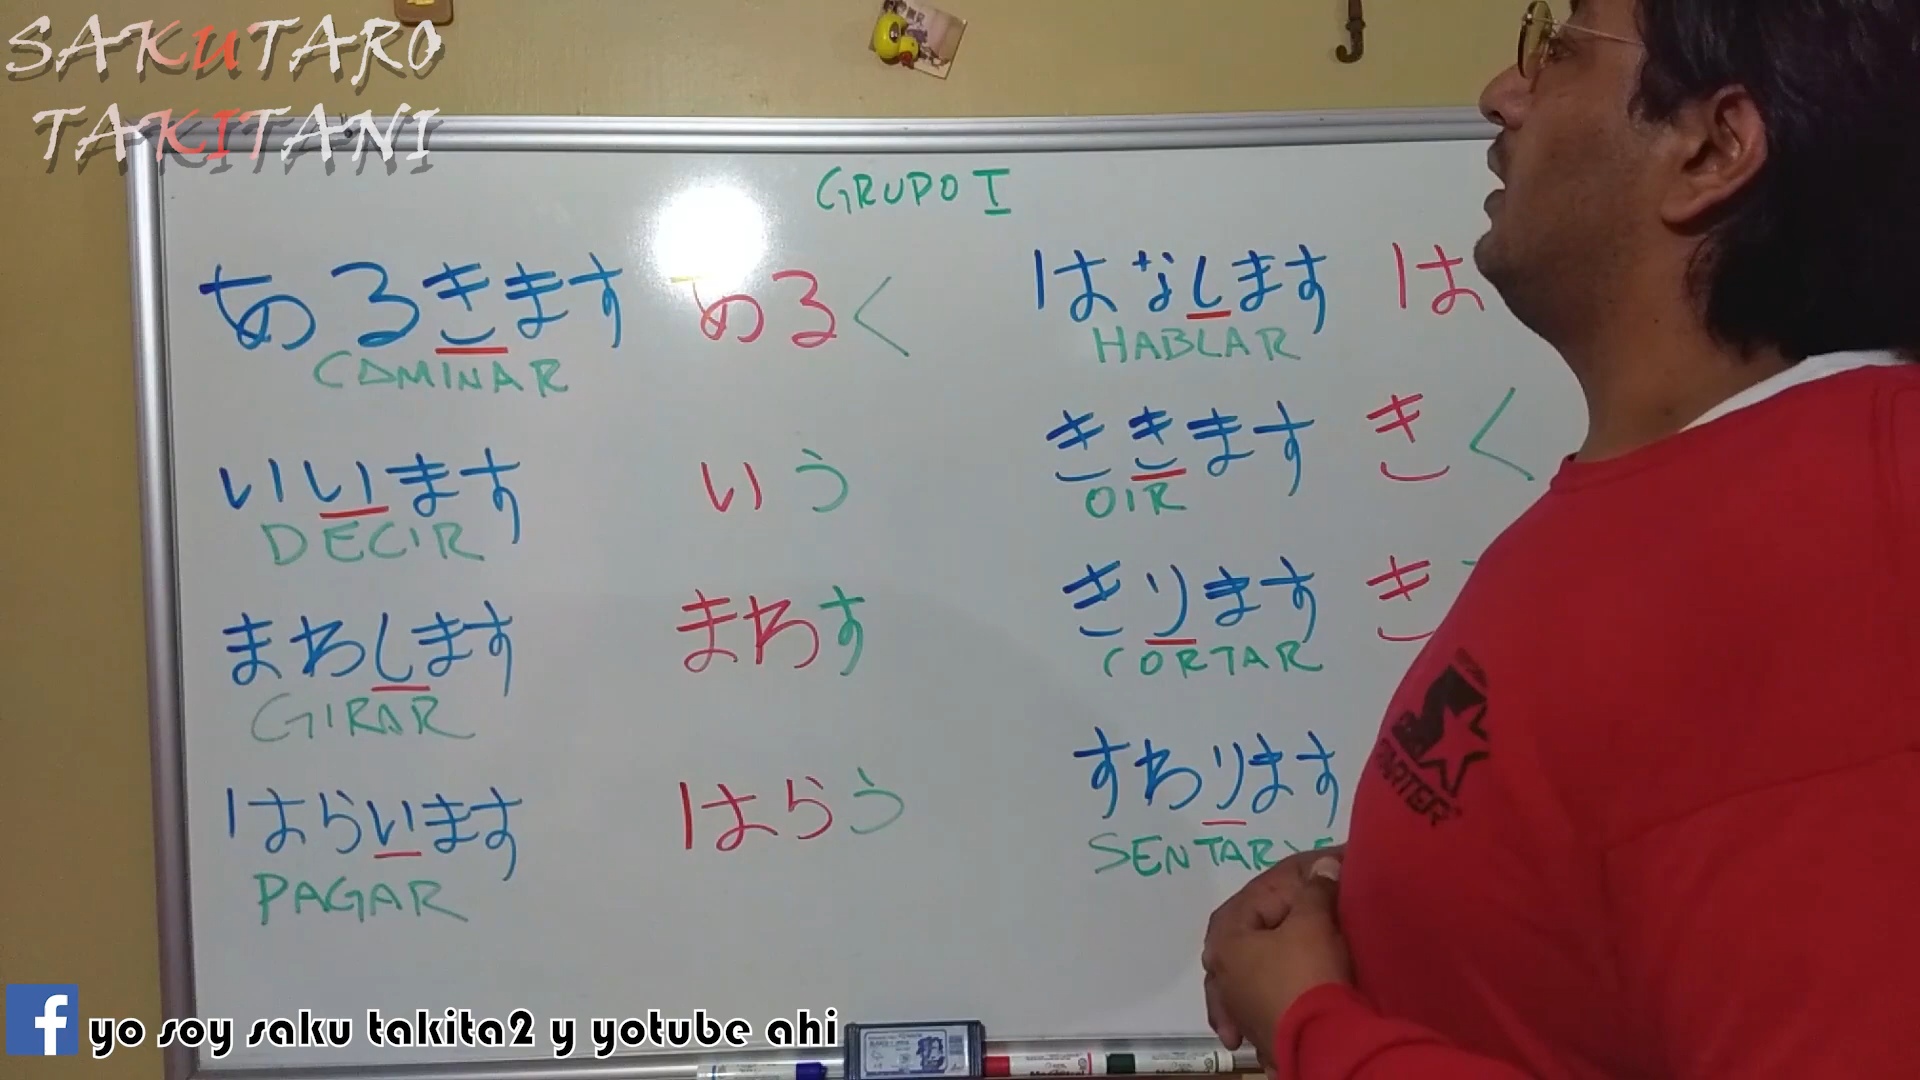 SAKUTARO
TAKITANI
GRUPO I
あるきます あるく
CAMINAR
いいます いう
DECIR
まわします まわす
GIRAR
はらいます はらう
PAGAR
はなします は
HABLAR
ききます きく
OIR
きります き
CORTAR
すわります
SENTARSE
STARTER
yo soy saku takita2 y yotube ahi